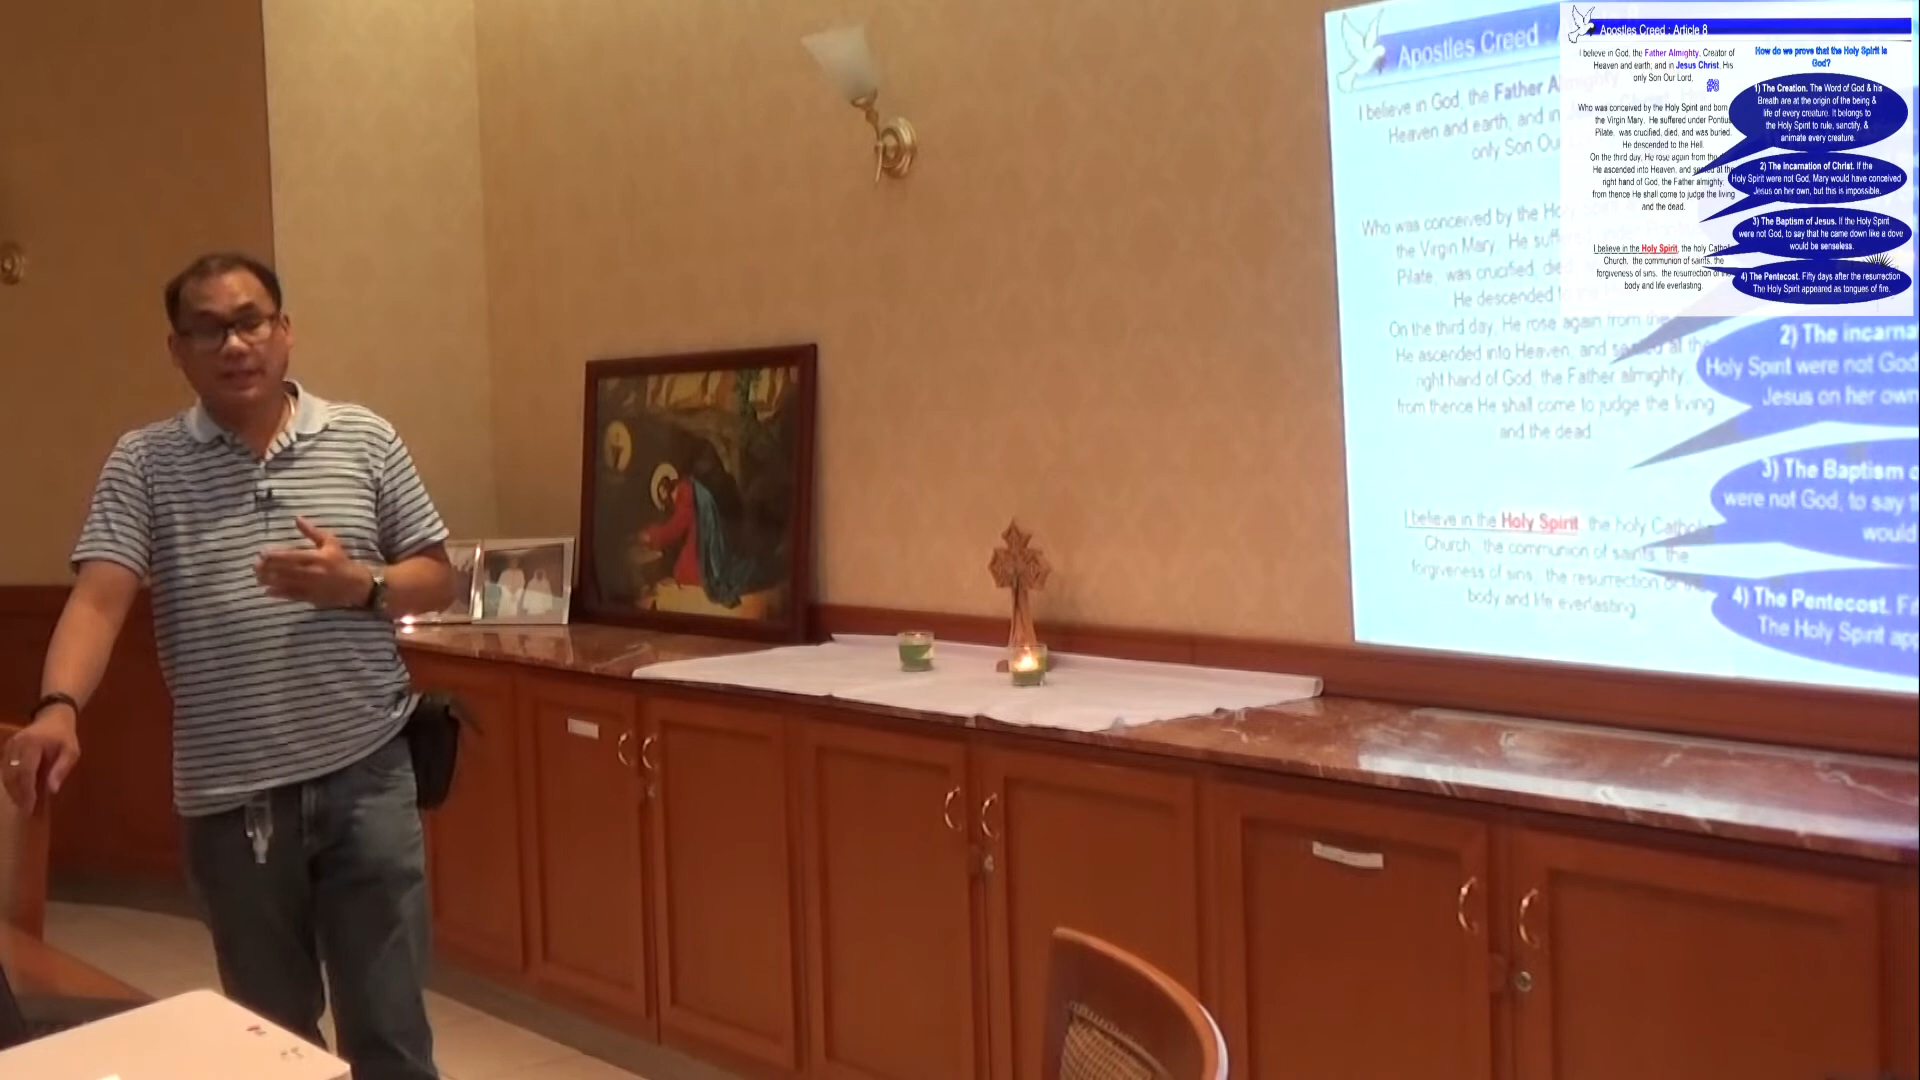 Apostles Creed :
I believe in God, the Father Almighty
Heaven and earth, and in
only Son Our
Who was conceived by the Holy
the Virgin Mary. He suffered
Pilate, was crucified, died
He descended to
On the third day, He rose again from the
He ascended into Heaven, and seated at the
right hand of God, the Father almighty,
from thence He shall come to judge the living
and the dead.
I believe in the Holy Spirit, the holy Catholic
Church, the communion of saints, the
forgiveness of sins, the resurrection of the
body and life everlasting.
2) The incarna
Holy Spirit were not God
Jesus on her own
3) The Baptism o
were not God, to say t
would
4) The Pentecost. Fi
The Holy Spirit app
Apostles Creed : Article 8
I believe in God, the Father Almighty, Creator of
Heaven and earth, and in Jesus Christ, His
only Son Our Lord,
#8
Who was conceived by the Holy Spirit and born
the Virgin Mary. He suffered under Pontius
Pilate, was crucified, died, and was buried.
He descended to the Hell.
On the third day, He rose again from the
He ascended into Heaven, and seated at the
right hand of God, the Father almighty,
from thence He shall come to judge the living
and the dead.
I believe in the Holy Spirit, the holy Catholic
Church, the communion of saints, the
forgiveness of sins, the resurrection of the
body and life everlasting.
How do we prove that the Holy Spirit is
God?
1) The Creation. The Word of God & his
Breath are at the origin of the being &
life of every creature. It belongs to
the Holy Spirit to rule, sanctify, &
animate every creature.
2) The Incarnation of Christ. If the
Holy Spirit were not God, Mary would have conceived
Jesus on her own, but this is impossible.
3) The Baptism of Jesus. If the Holy Spirit
were not God, to say that he came down like a dove
would be senseless.
4) The Pentecost. Fifty days after the resurrection
The Holy Spirit appeared as tongues of fire.